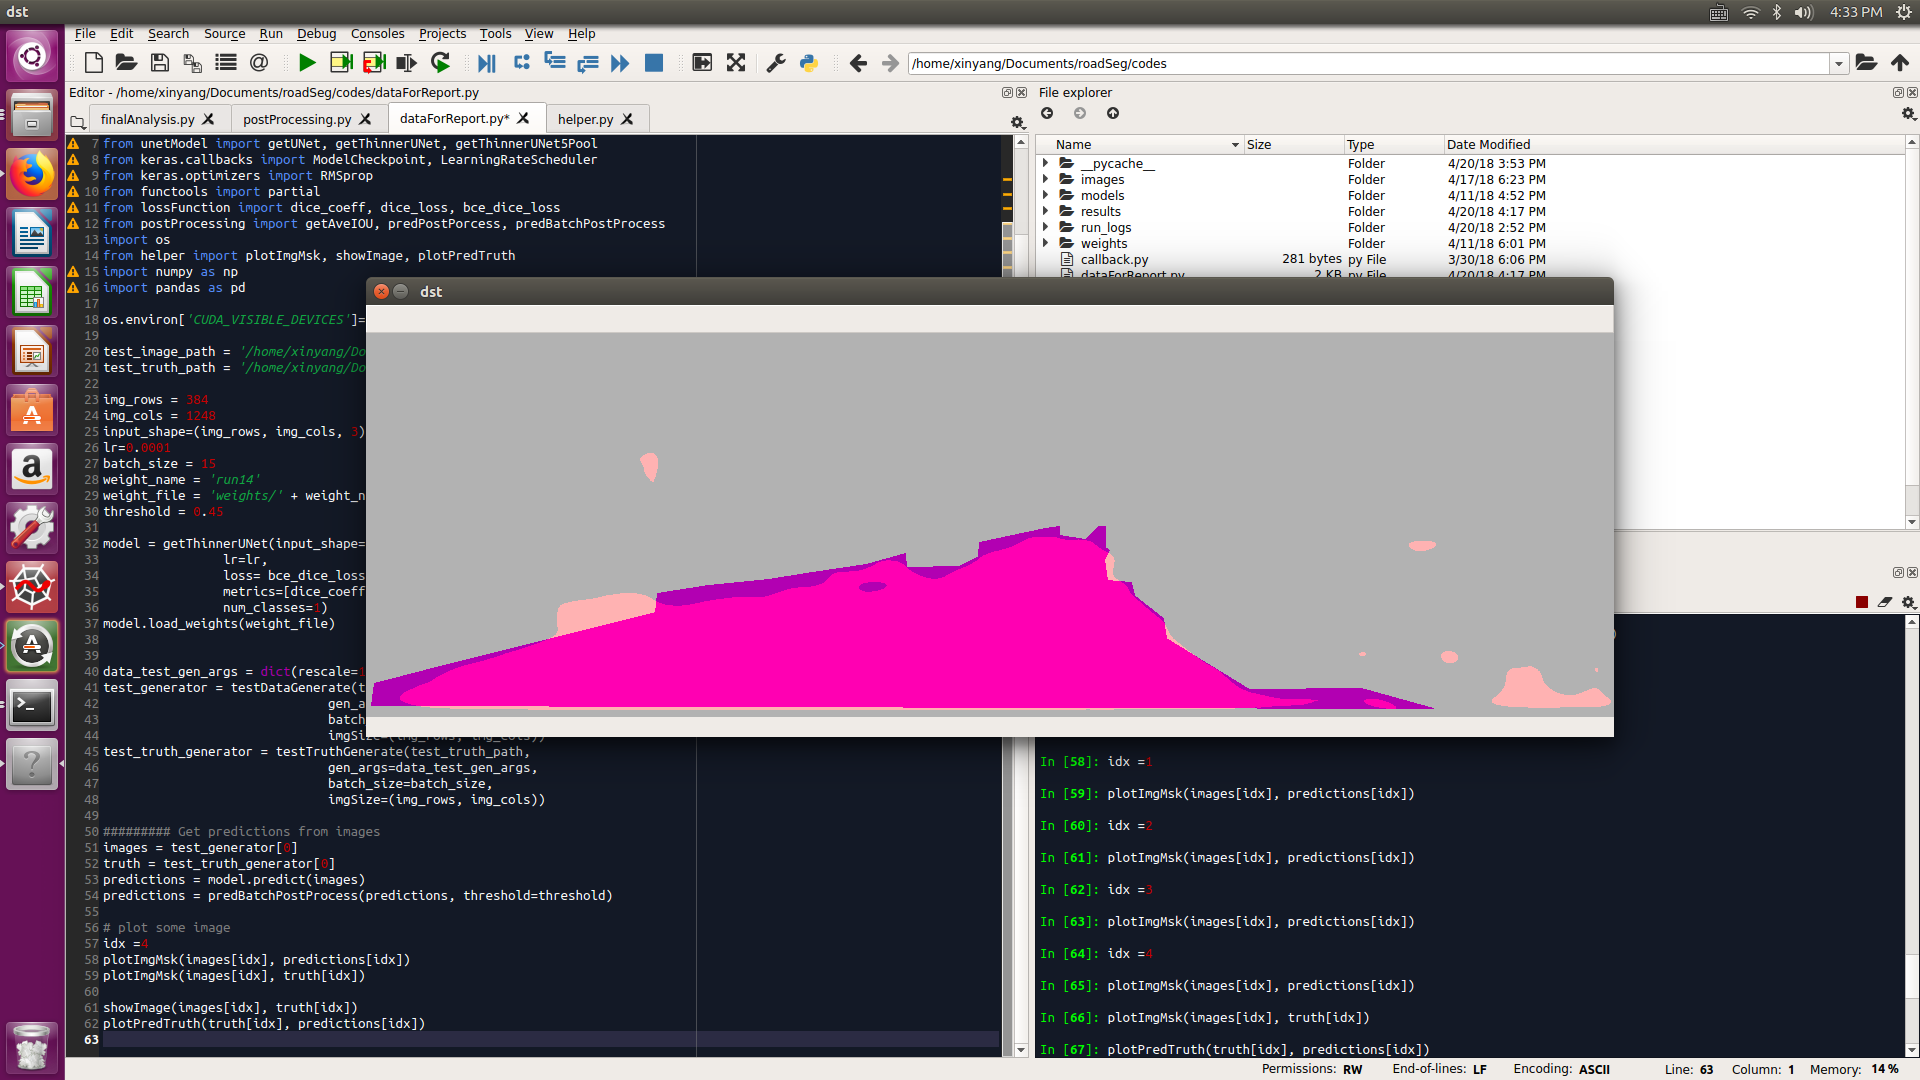 dst
4:33 PM
File Edit Search Source Run Debug Consoles Projects Tools View Help
/home/xinyang/Documents/roadSeg/codes
Editor - /home/xinyang/Documents/roadSeg/codes/dataForReport.py
finalAnalysis.py postProcessing.py dataForReport.py* helper.py
7 from unetModel import getUNet, getThinnerUNet, getThinnerUNet5Pool
8 from keras.callbacks import ModelCheckpoint, LearningRateScheduler
9 from keras.optimizers import RMSprop
10 from functools import partial
11 from lossFunction import dice_coeff, dice_loss, bce_dice_loss
12 from postProcessing import getAveIOU, predPostPorcess, predBatchPostProcess
13 import os
14 from helper import plotImgMsk, showImage, plotPredTruth
15 import numpy as np
16 import pandas as pd
17
18 os.environ['CUDA_VISIBLE_DEVICES']=
19
20 test_image_path = '/home/xinyang/Do
21 test_truth_path = '/home/xinyang/Do
22
23 img_rows = 384
24 img_cols = 1248
25 input_shape=(img_rows, img_cols, 3)
26 lr=0.0001
27 batch_size = 15
28 weight_name = 'run14'
29 weight_file = 'weights/' + weight_n
30 threshold = 0.45
31
32 model = getThinnerUNet(input_shape=
33 lr=lr,
34 loss= bce_dice_loss
35 metrics=[dice_coeff
36 num_classes=1)
37 model.load_weights(weight_file)
38
39
40 data_test_gen_args = dict(rescale=1
41 test_generator = testDataGenerate(t
42 gen_a
43 batch
44 imgSize=(img_rows, img_cols))
45 test_truth_generator = testTruthGenerate(test_truth_path,
46 gen_args=data_test_gen_args,
47 batch_size=batch_size,
48 imgSize=(img_rows, img_cols))
49
50 ######### Get predictions from images
51 images = test_generator[0]
52 truth = test_truth_generator[0]
53 predictions = model.predict(images)
54 predictions = predBatchPostProcess(predictions, threshold=threshold)
55
56 # plot some image
57 idx =4
58 plotImgMsk(images[idx], predictions[idx])
59 plotImgMsk(images[idx], truth[idx])
60
61 showImage(images[idx], truth[idx])
62 plotPredTruth(truth[idx], predictions[idx])
63
File explorer
Name Size Type Date Modified
__pycache__ Folder 4/20/18 3:53 PM
images Folder 4/17/18 6:23 PM
models Folder 4/11/18 4:52 PM
results Folder 4/20/18 4:17 PM
run_logs Folder 4/20/18 2:52 PM
weights Folder 4/11/18 6:01 PM
callback.py 281 bytes py File 3/30/18 6:06 PM
dataForReport.py 2 KB py File 4/20/18 4:17 PM
dst
In [58]: idx =1
In [59]: plotImgMsk(images[idx], predictions[idx])
In [60]: idx =2
In [61]: plotImgMsk(images[idx], predictions[idx])
In [62]: idx =3
In [63]: plotImgMsk(images[idx], predictions[idx])
In [64]: idx =4
In [65]: plotImgMsk(images[idx], predictions[idx])
In [66]: plotImgMsk(images[idx], truth[idx])
In [67]: plotPredTruth(truth[idx], predictions[idx])
Permissions: RW End-of-lines: LF Encoding: ASCII Line: 63 Column: 1 Memory: 14 %